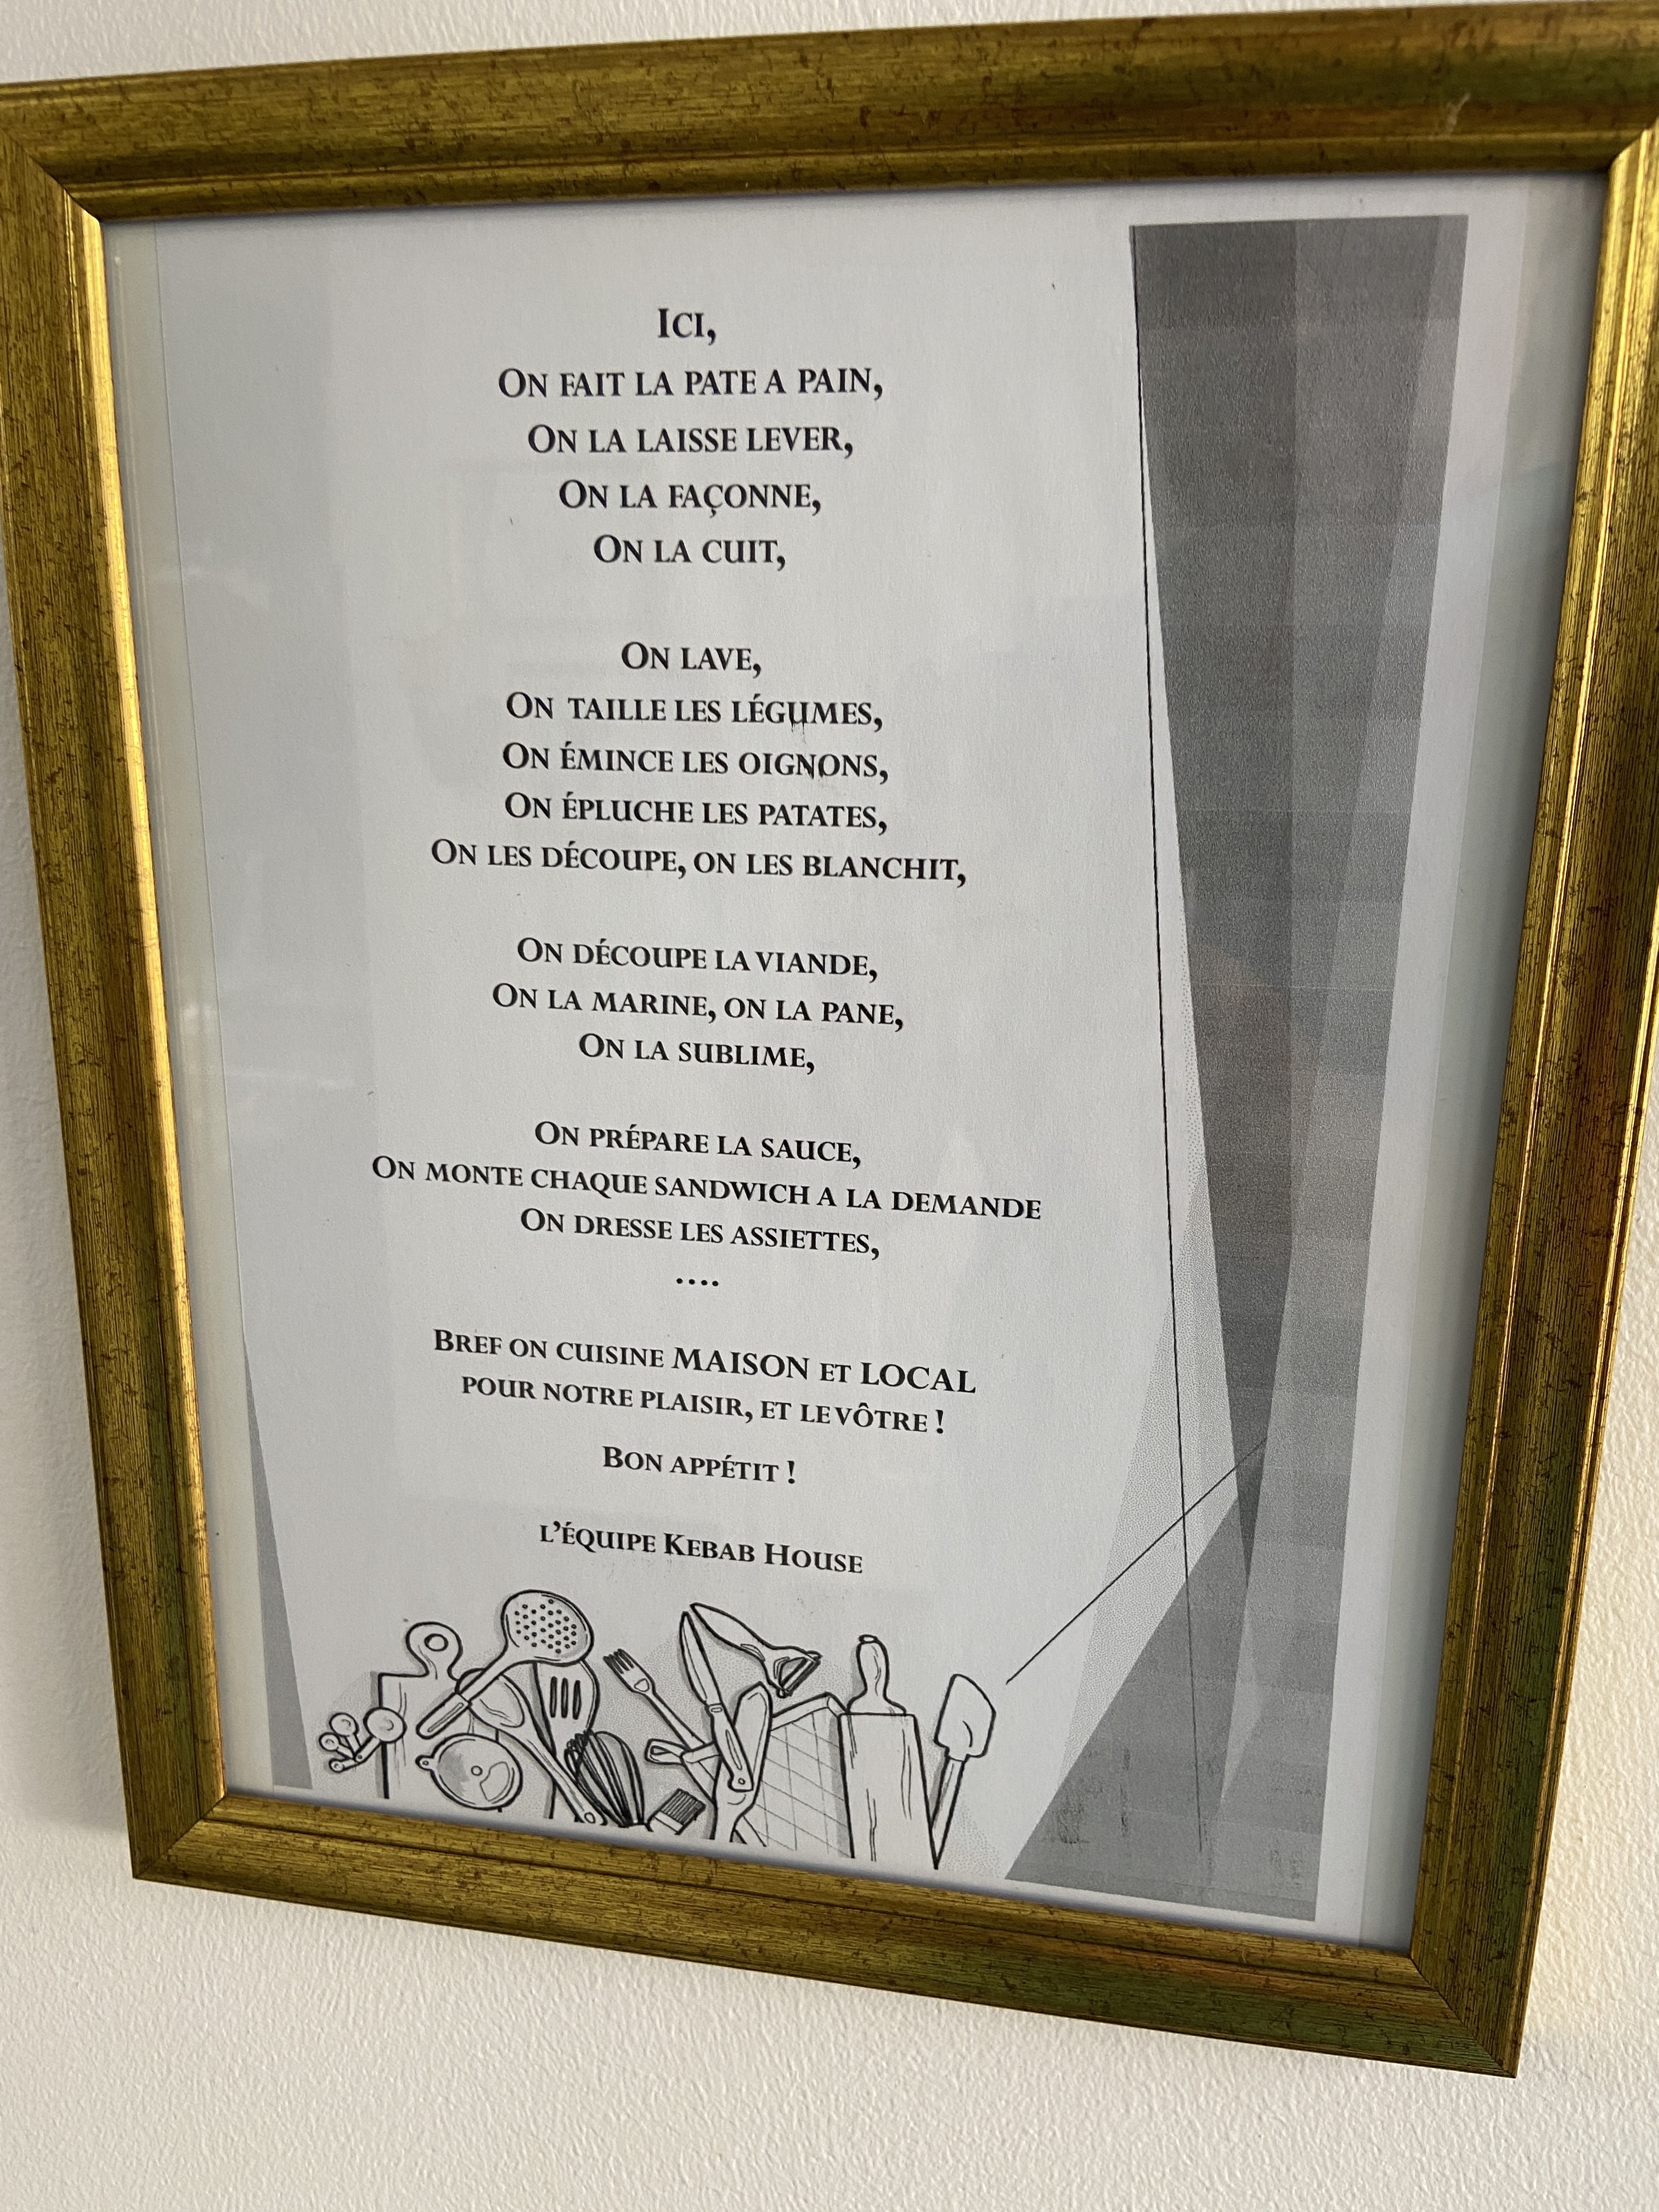 Ici,
On fait la pate a pain,
On la laisse lever,
On la façonne,
On la cuit,
On lave,
On taille les légumes,
On émince les oignons,
On épluche les patates,
On les découpe, on les blanchit,
On découpe la viande,
On la marine, on la pane,
On la sublime,
On prépare la sauce,
On monte chaque sandwich a la demande
On dresse les assiettes,
....
Bref on cuisine MAISON et LOCAL
pour notre plaisir, et le vôtre !
Bon appétit !
l'équipe Kebab House